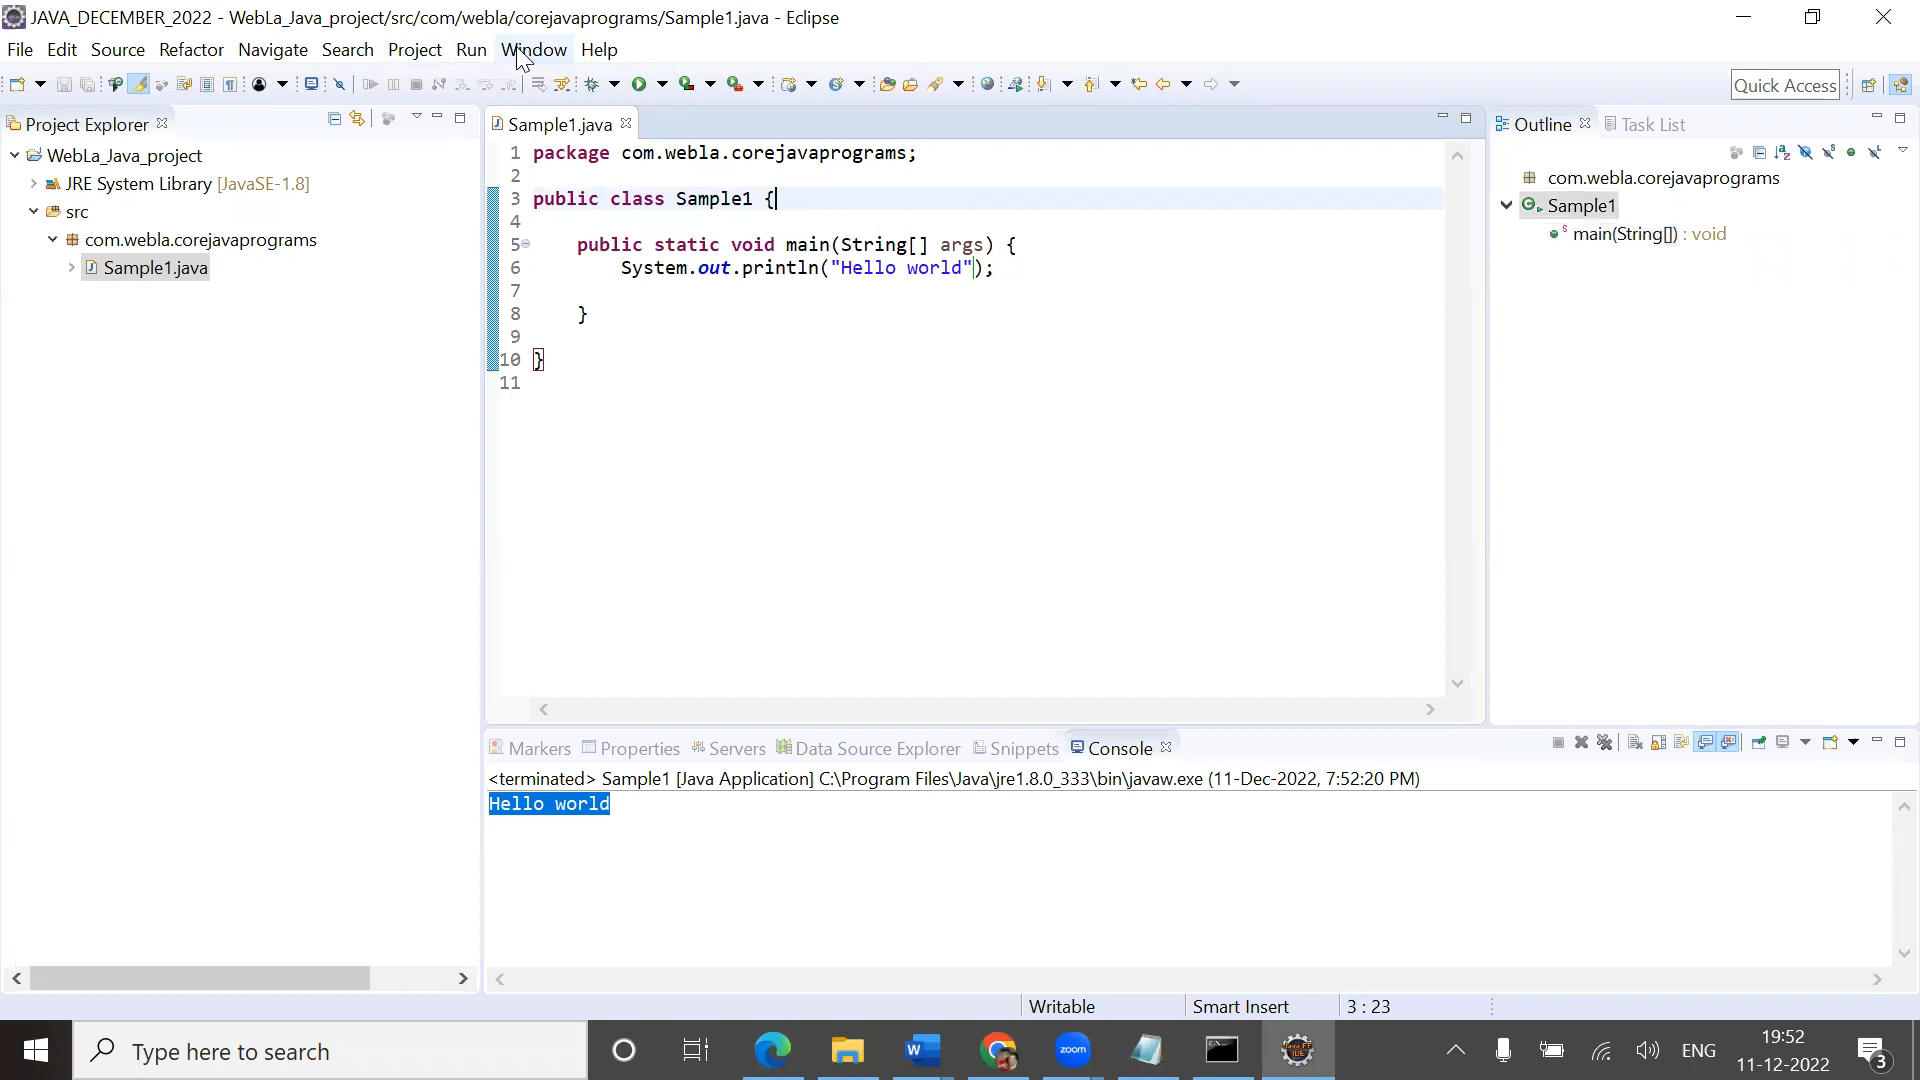 JAVA_DECEMBER_2022 - WebLa_Java_project/src/com/webla/corejavaprograms/Sample1.java - Eclipse
File Edit Source Refactor Navigate Search Project Run Window Help
Quick Access
Project Explorer
WebLa_Java_project
JRE System Library [JavaSE-1.8]
src
com.webla.corejavaprograms
Sample1.java
Sample1.java
1 package com.webla.corejavaprograms;
2
3 public class Sample1 {
4
5 public static void main(String[] args) {
6 System.out.println("Hello world");
7
8 }
9
10 }
11
Outline Task List
com.webla.corejavaprograms
Sample1
main(String[]) : void
Markers Properties Servers Data Source Explorer Snippets Console
<terminated> Sample1 [Java Application] C:\Program Files\Java\jre1.8.0_333\bin\javaw.exe (11-Dec-2022, 7:52:20 PM)
Hello world
Writable Smart Insert 3 : 23
Type here to search
zoom
ENG
19:52
11-12-2022
3